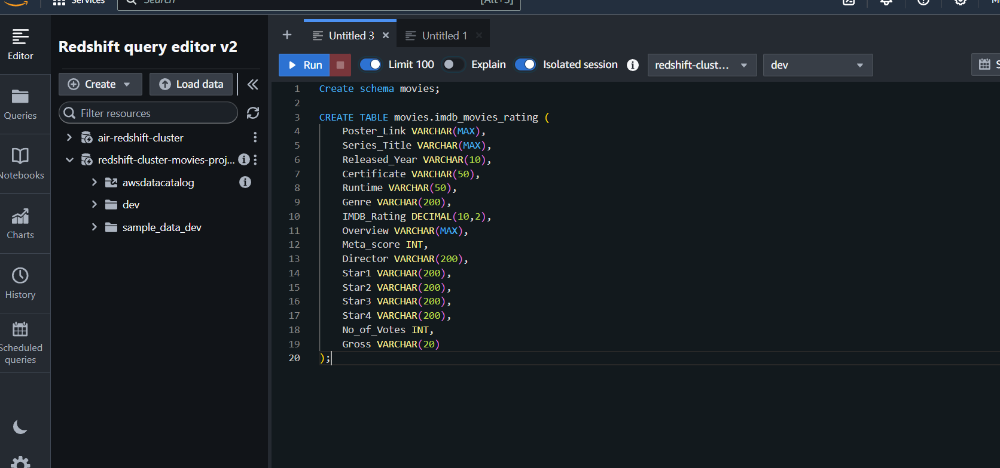 Services
Search
[Alt+S]
Editor
Queries
Notebooks
Charts
History
Scheduled
queries
Redshift query editor v2
Create
Load data
Filter resources
air-redshift-cluster
redshift-cluster-movies-proj...
awsdatacatalog
dev
sample_data_dev
Untitled 3
Untitled 1
Run
Limit 100
Explain
Isolated session
redshift-clust...
dev
1 Create schema movies;
2
3 CREATE TABLE movies.imdb_movies_rating (
4 Poster_Link VARCHAR(MAX),
5 Series_Title VARCHAR(MAX),
6 Released_Year VARCHAR(10),
7 Certificate VARCHAR(50),
8 Runtime VARCHAR(50),
9 Genre VARCHAR(200),
10 IMDB_Rating DECIMAL(10,2),
11 Overview VARCHAR(MAX),
12 Meta_score INT,
13 Director VARCHAR(200),
14 Star1 VARCHAR(200),
15 Star2 VARCHAR(200),
16 Star3 VARCHAR(200),
17 Star4 VARCHAR(200),
18 No_of_Votes INT,
19 Gross VARCHAR(20)
20 );